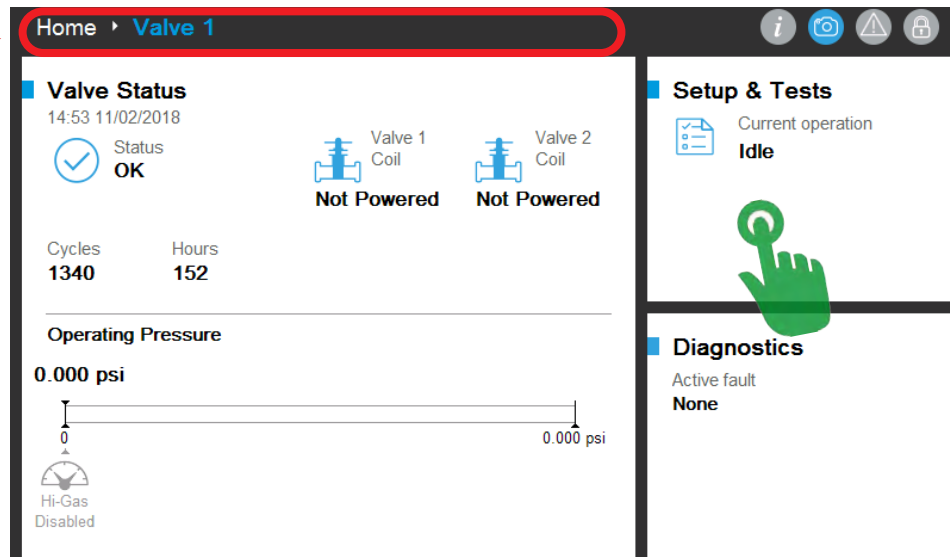 Home Valve 1
Valve Status
14:53 11/02/2018
Status
OK
Valve 1
Coil
Not Powered
Valve 2
Coil
Not Powered
Cycles
1340
Hours
152
Operating Pressure
0.000 psi
0
0.000 psi
Hi-Gas
Disabled
i
Setup & Tests
Current operation
Idle
Diagnostics
Active fault
None